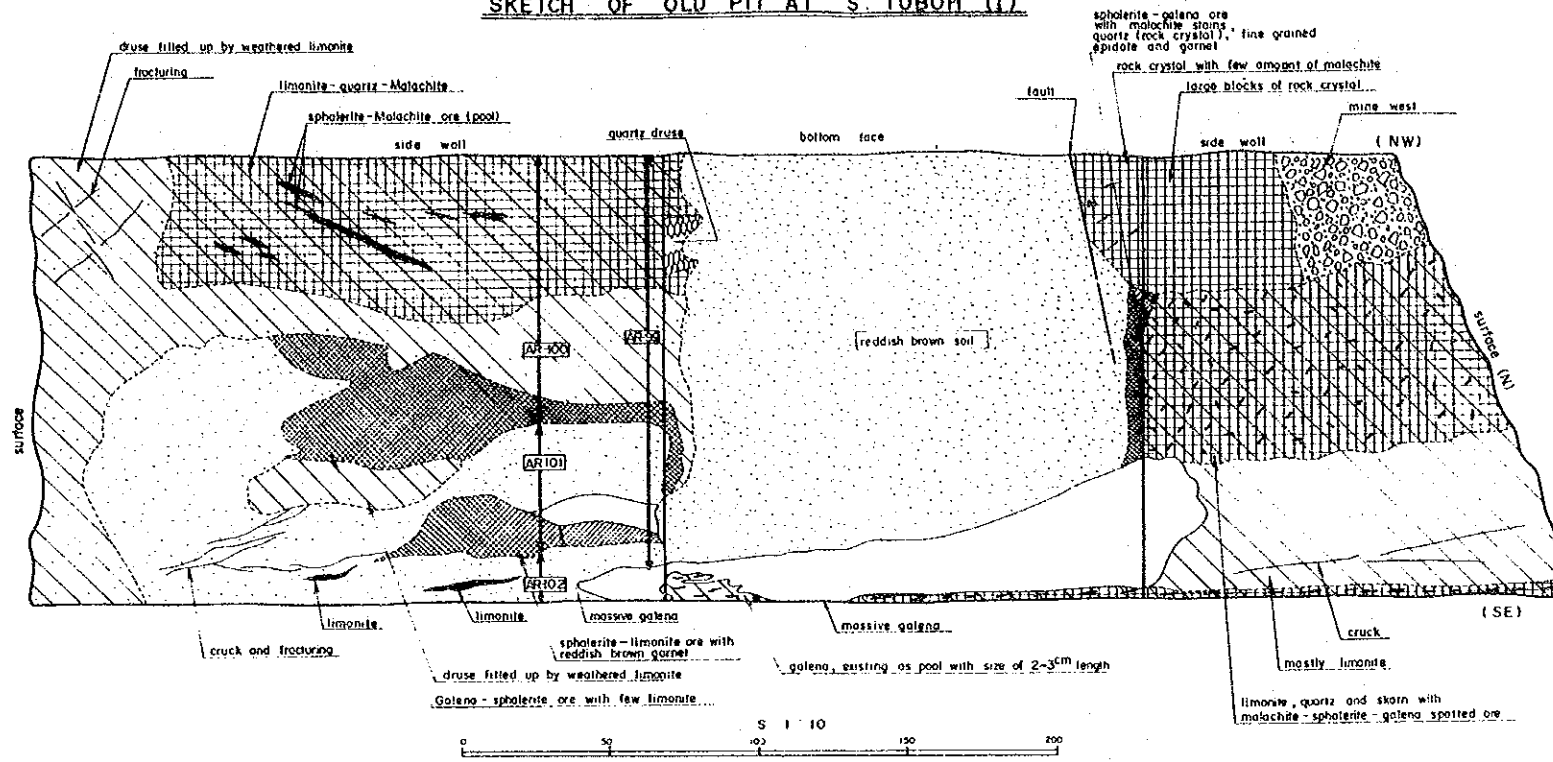 SKETCH OF OLD PIT AT S. TUBOH (I)
druse filled up by weathered limonite
fracturing
limonite-quartz-Malachite
sphalerite-Malachite ore (pool)
side wall
quartz druse
bottom face
fault
sphalerite-galena ore
with malachite stains
quartz (rock crystal), fine grained
epidote and garnet
rock crystal with few amount of malachite
large blocks of rock crystal
mine west
side wall
(NW)
surface
AR-100
AR-
AR101
AR-102
[reddish brown soil]
surface (N)
(SE)
cruck and fracturing
limonite
limonite
massive galena
sphalerite-limonite ore with
reddish brown garnet
druse filled up by weathered limonite
Galena-sphalerite ore with few limonite
massive galena
galena, existing as pool with size of 2~3cm length
cruck
mostly limonite
limonite, quartz and skarn with
malachite-sphalerite-galena spotted ore
S 1:10
0 50 100 150 200